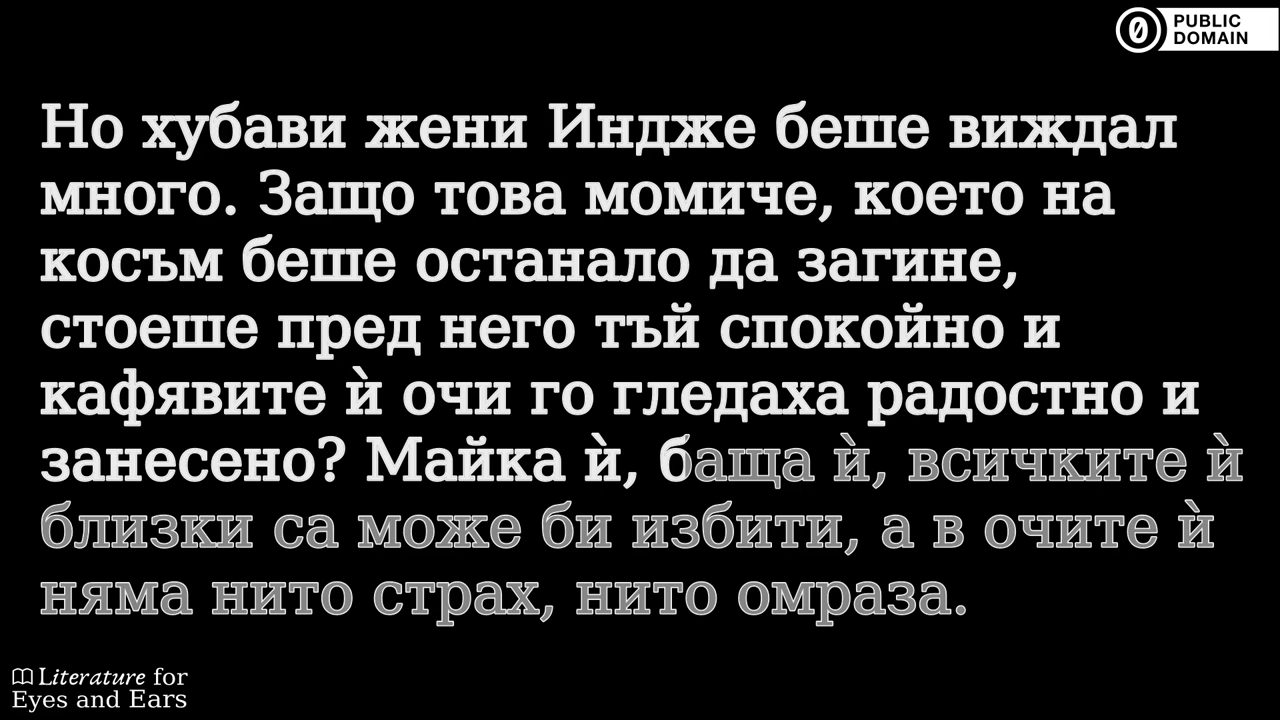 PUBLIC
DOMAIN
Но хубави жени Индже беше виждал
много. Защо това момиче, което на
косъм беше останало да загине,
стоеше пред него тъй спокойно и
кафявите ѝ очи го гледаха радостно и
занесено? Майка ѝ, баща ѝ, всичките ѝ
близки са може би избити, а в очите ѝ
няма нито страх, нито омраза.
Literature for
Eyes and Ears